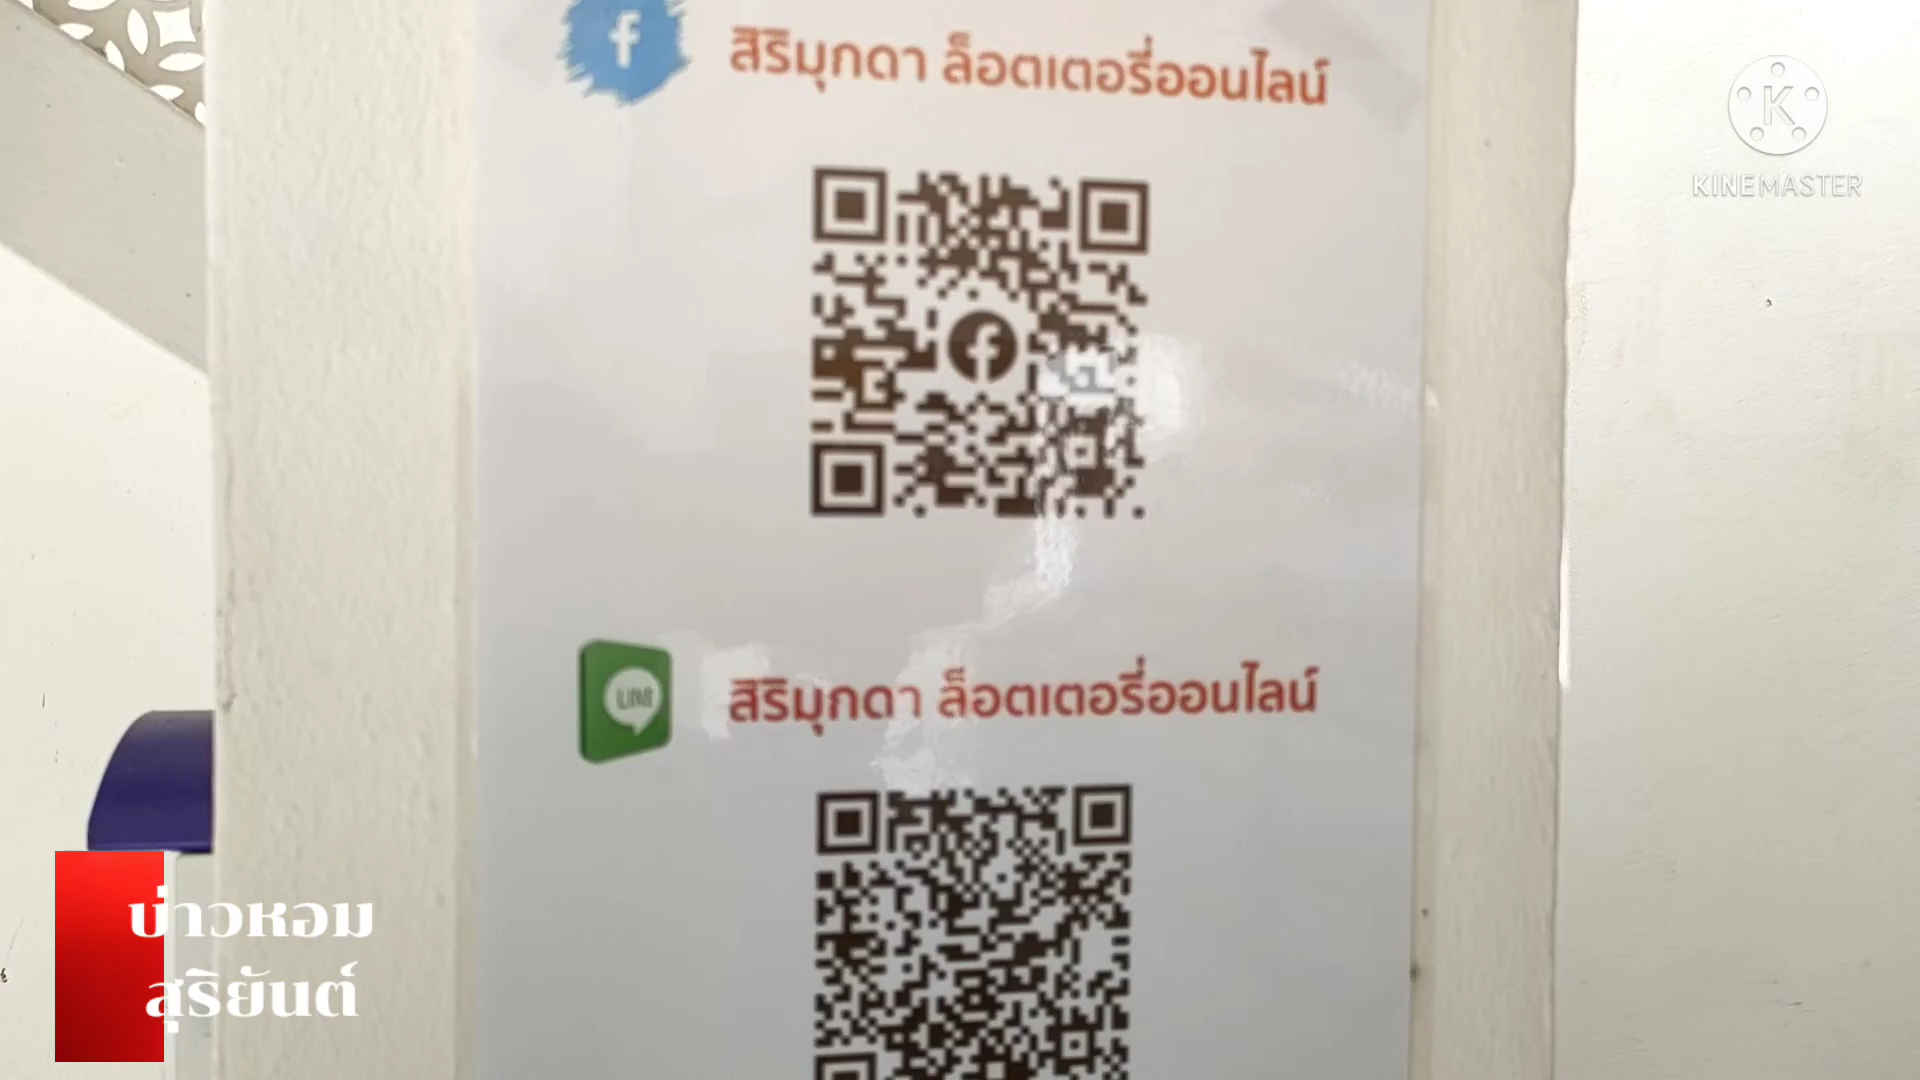 f
สิริมุกดา ล็อตเตอรี่ออนไลน์
K
KINEMASTER
f
LINE
สิริมุกดา ล็อตเตอรี่ออนไลน์
บ่าวหอม
สุริยันต์